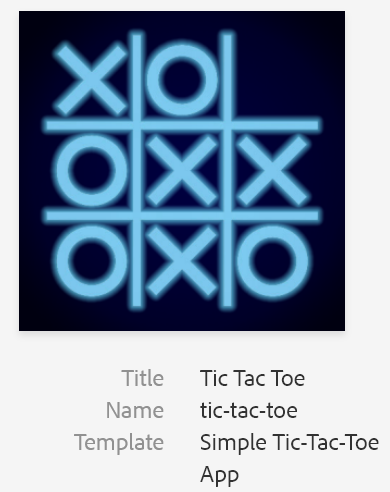 Title Tic Tac Toe
Name tic-tac-toe
Template Simple Tic-Tac-Toe
App